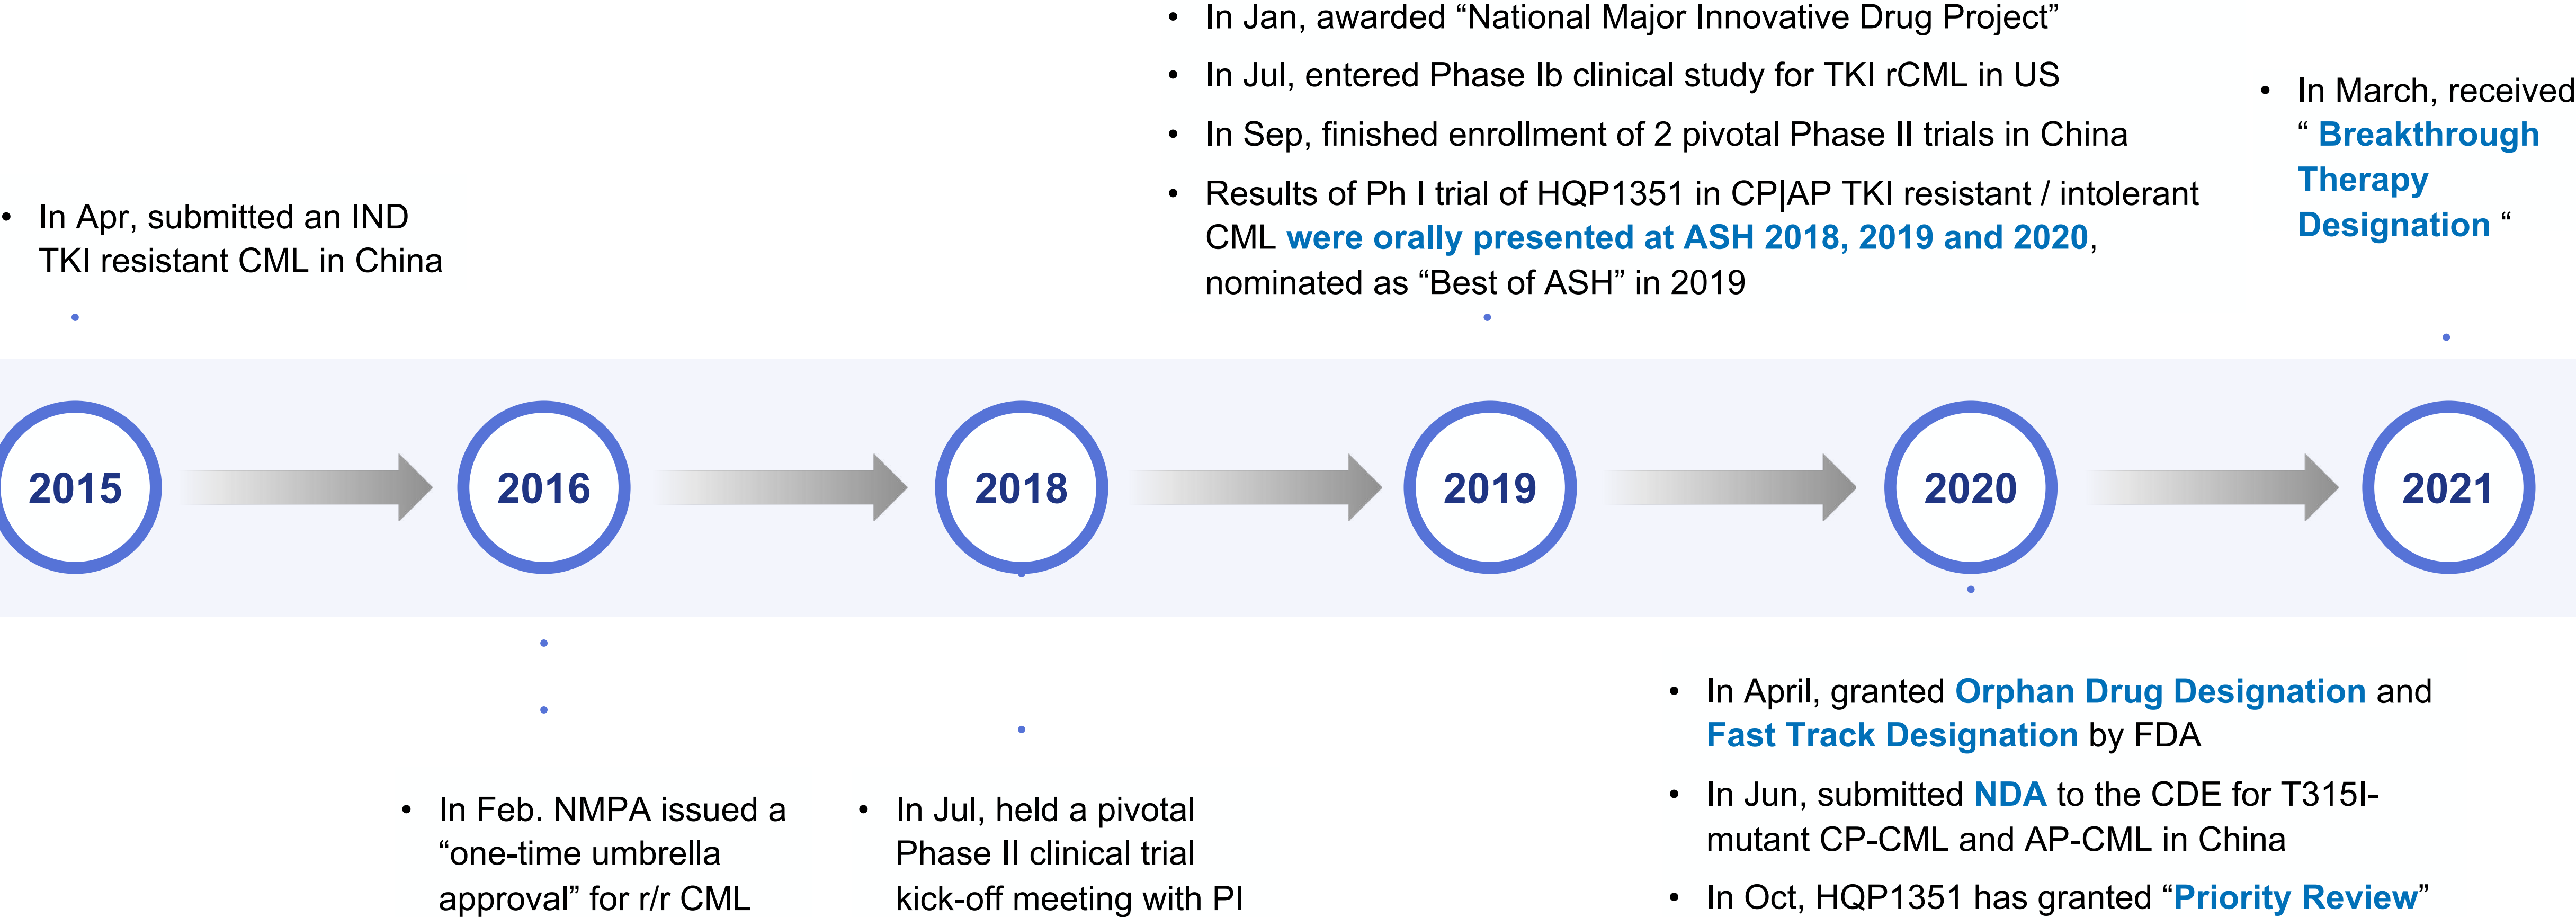 • In Jan, awarded “National Major Innovative Drug Project”
• In Jul, entered Phase Ib clinical study for TKI rCML in US
• In Sep, finished enrollment of 2 pivotal Phase II trials in China
• Results of Ph I trial of HQP1351 in CP|AP TKI resistant / intolerant
CML were orally presented at ASH 2018, 2019 and 2020,
nominated as “Best of ASH” in 2019
• In March, received
“ Breakthrough
Therapy
Designation “
• In Apr, submitted an IND
TKI resistant CML in China
2015
2016
2018
2019
2020
2021
• In Feb. NMPA issued a
“one-time umbrella
approval” for r/r CML
• In Jul, held a pivotal
Phase II clinical trial
kick-off meeting with PI
• In April, granted Orphan Drug Designation and
Fast Track Designation by FDA
• In Jun, submitted NDA to the CDE for T315I-
mutant CP-CML and AP-CML in China
• In Oct, HQP1351 has granted “Priority Review”